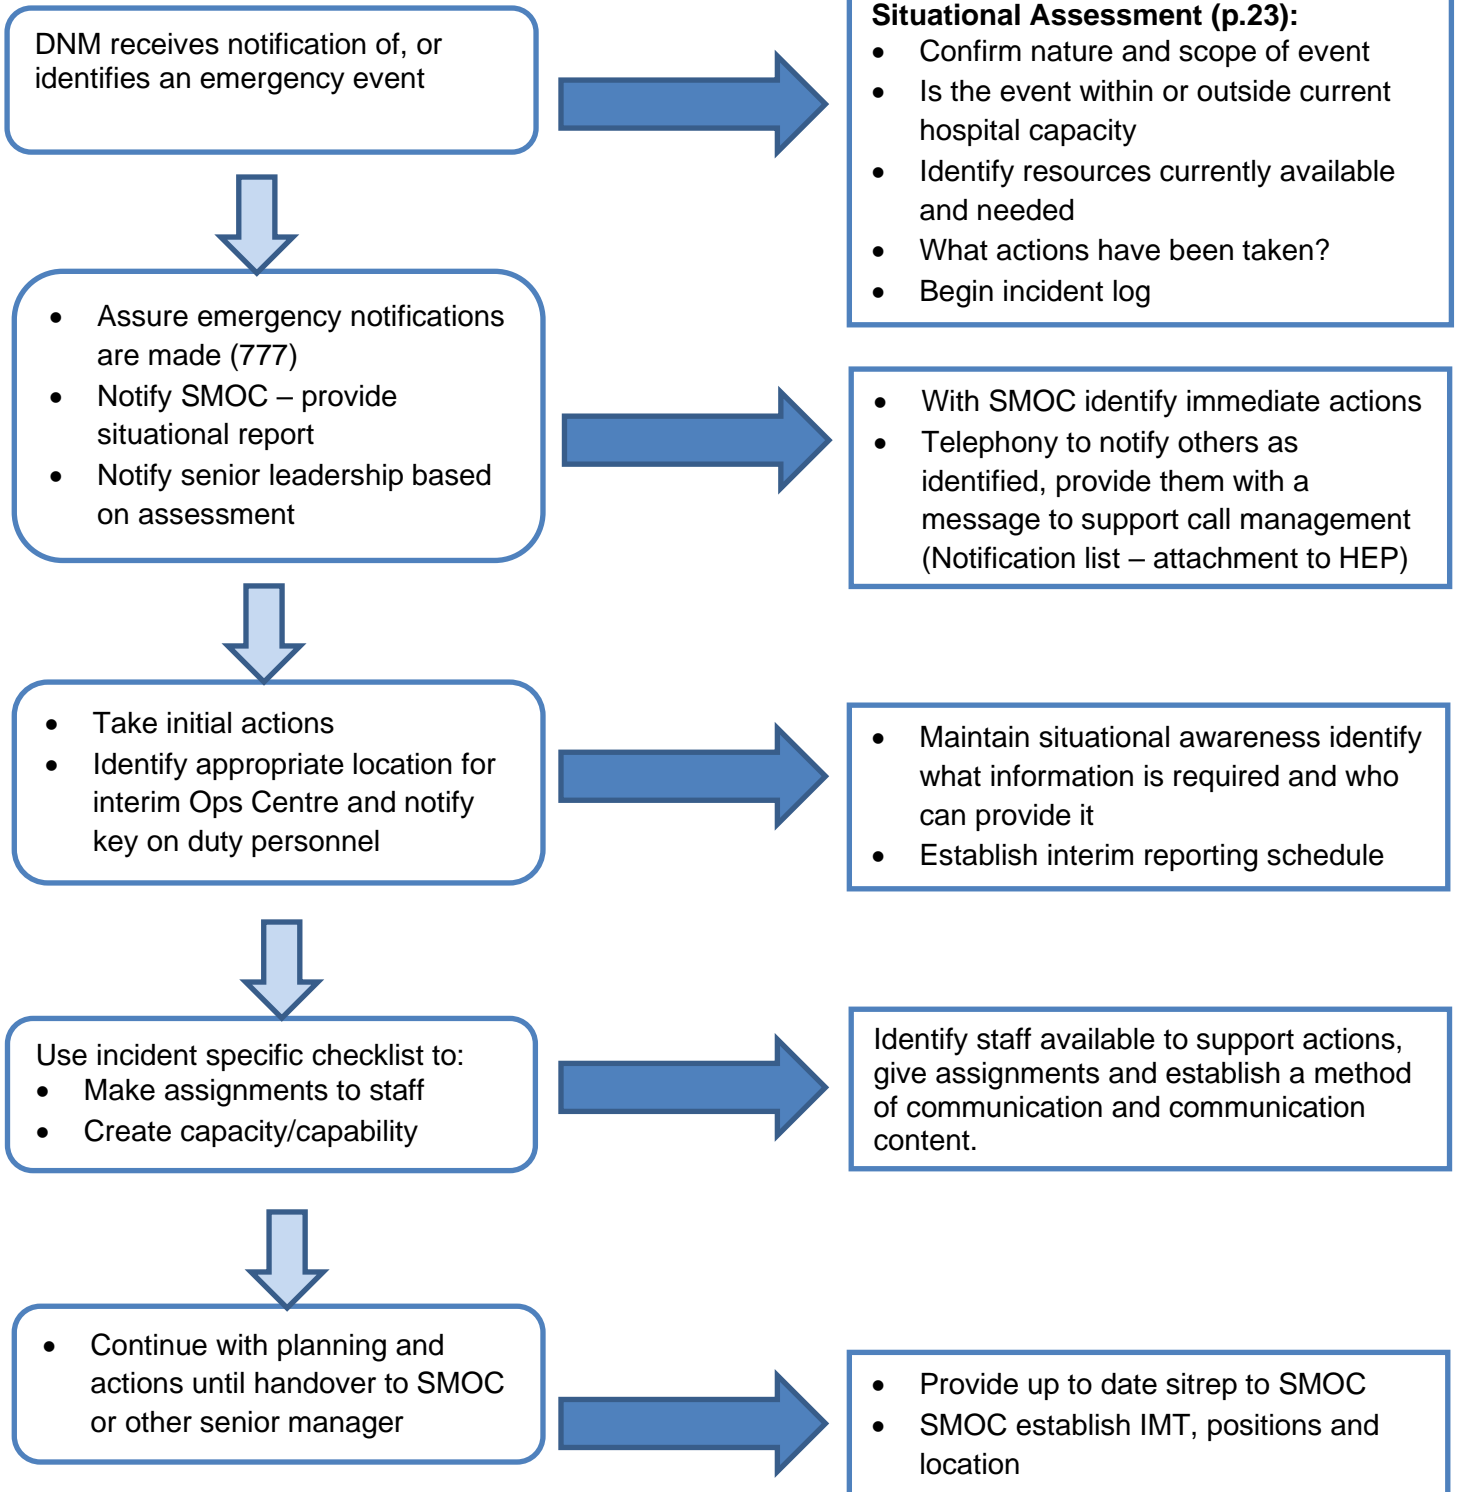 DNM receives notification of, or
identifies an emergency event
Situational Assessment (p.23):
• Confirm nature and scope of event
• Is the event within or outside current
hospital capacity
• Identify resources currently available
and needed
• What actions have been taken?
• Begin incident log
• Assure emergency notifications
are made (777)
• Notify SMOC – provide
situational report
• Notify senior leadership based
on assessment
• With SMOC identify immediate actions
• Telephony to notify others as
identified, provide them with a
message to support call management
(Notification list – attachment to HEP)
• Take initial actions
• Identify appropriate location for
interim Ops Centre and notify
key on duty personnel
• Maintain situational awareness identify
what information is required and who
can provide it
• Establish interim reporting schedule
Use incident specific checklist to:
• Make assignments to staff
• Create capacity/capability
Identify staff available to support actions,
give assignments and establish a method
of communication and communication
content.
• Continue with planning and
actions until handover to SMOC
or other senior manager
• Provide up to date sitrep to SMOC
• SMOC establish IMT, positions and
location